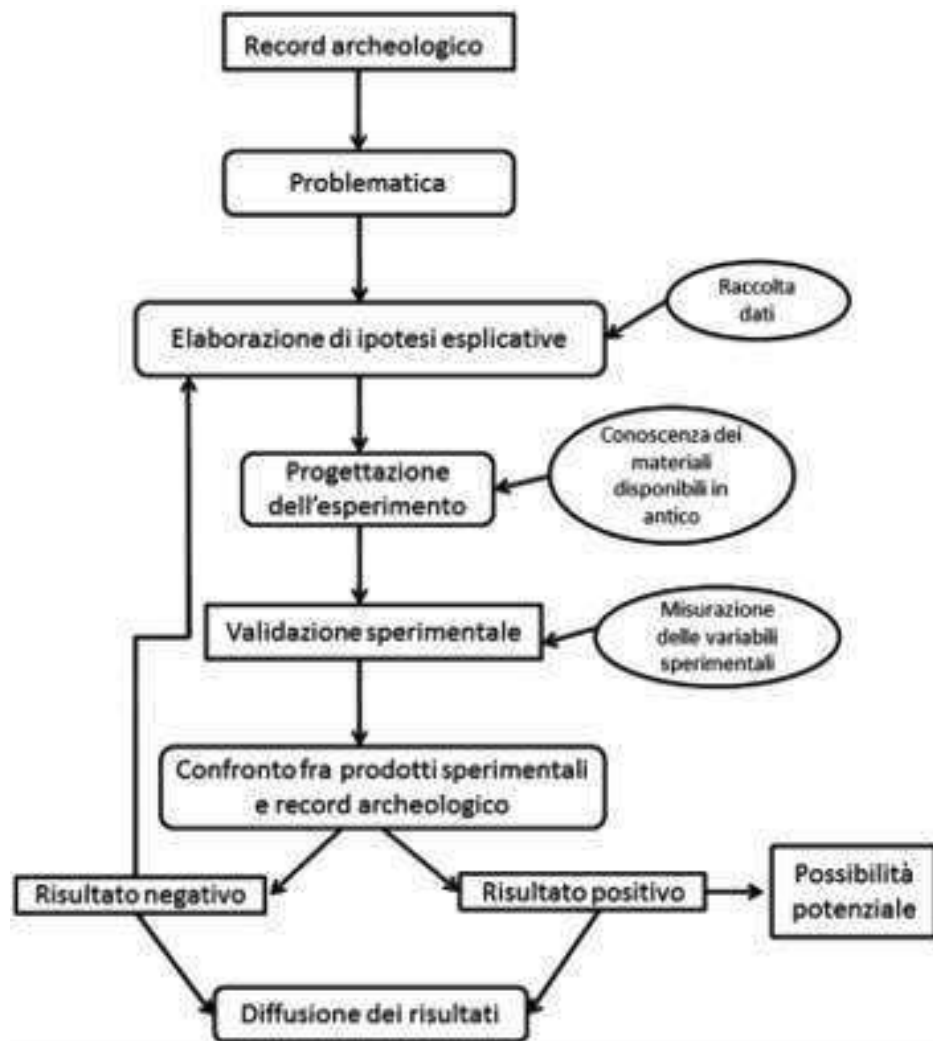 Record archeologico
Problematica
Elaborazione di ipotesi esplicative
Raccolta
dati
Progettazione
dell'esperimento
Conoscenza dei
materiali
disponibili in
antico
Validazione sperimentale
Misurazione
delle variabili
sperimentali
Confronto fra prodotti sperimentali
e record archeologico
Risultato negativo
Risultato positivo
Possibilità
potenziale
Diffusione dei risultati